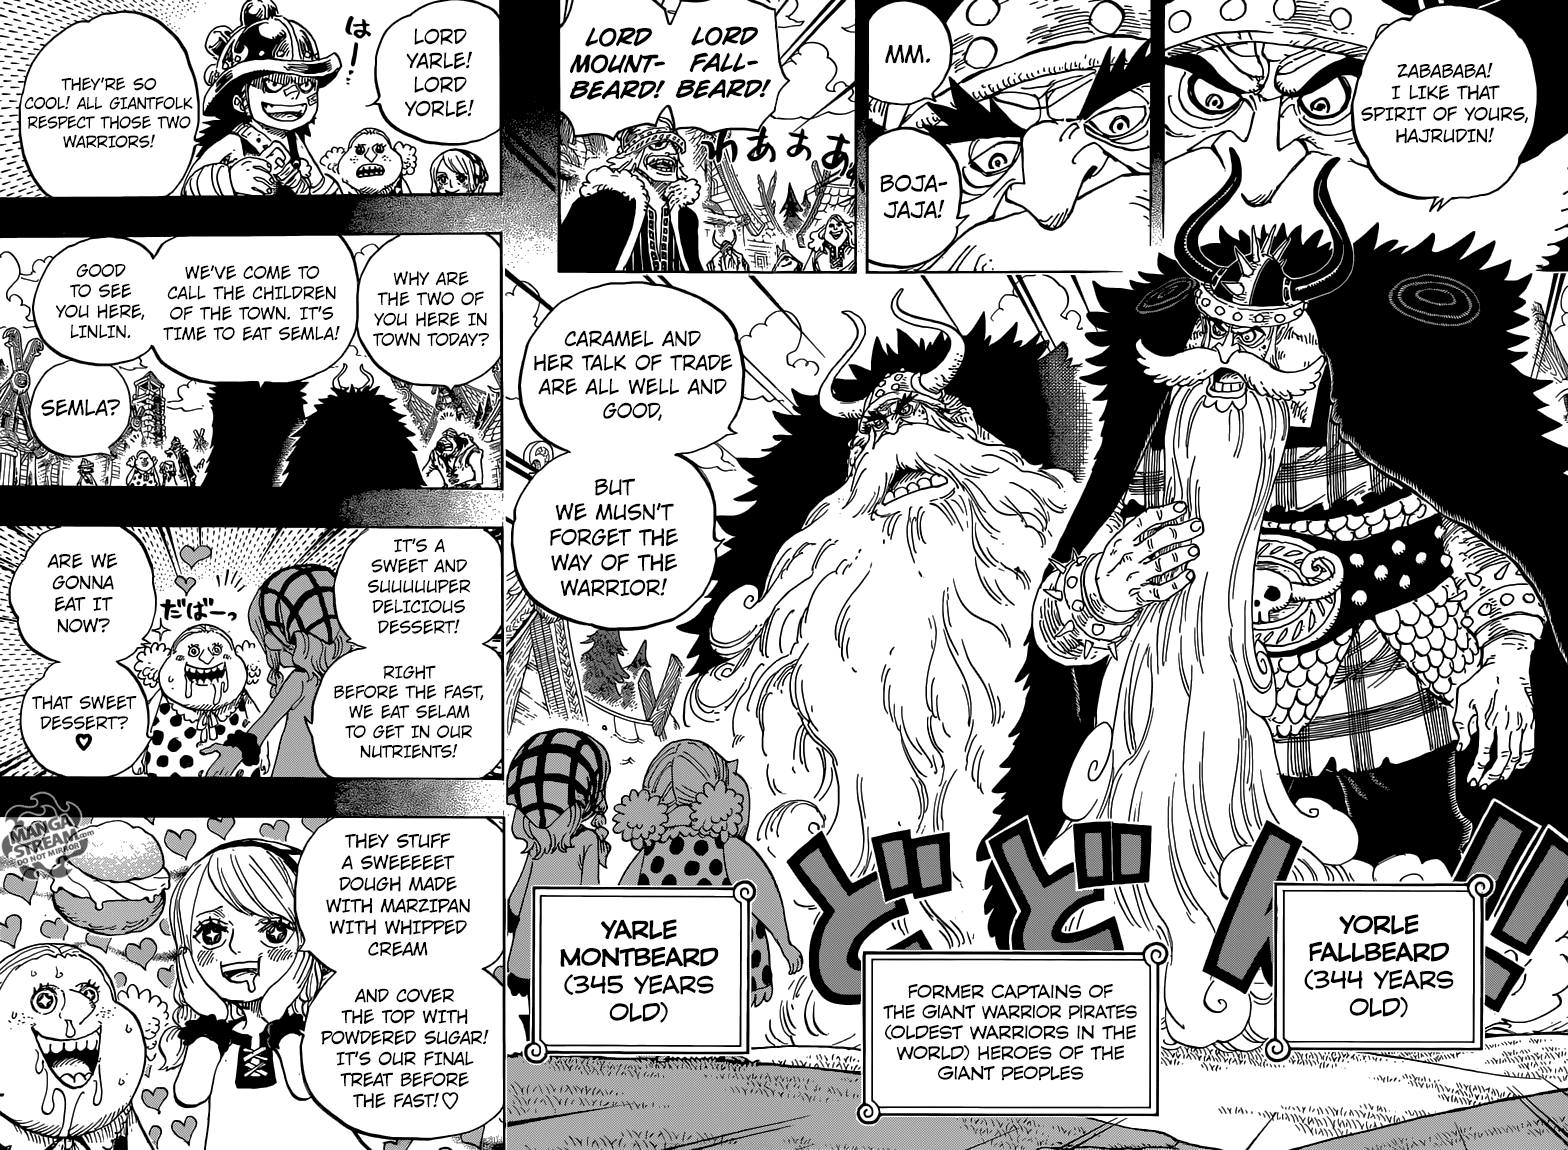 ZABABABA!
I LIKE THAT
SPIRIT OF YOURS,
HAJRUDIN!
MM.
BOJA-
JAJA!
LORD
FALL-
BEARD!
LORD
MOUNT-
BEARD!
わあああ
CARAMEL AND
HER TALK OF TRADE
ARE ALL WELL AND
GOOD,
BUT
WE MUSN'T
FORGET THE
WAY OF THE
WARRIOR!
YORLE
FALLBEARD
(344 YEARS
OLD)
FORMER CAPTAINS OF
THE GIANT WARRIOR PIRATES
(OLDEST WARRIORS IN THE
WORLD) HEROES OF THE
GIANT PEOPLES
YARLE
MONTBEARD
(345 YEARS
OLD)
ドドん!!
LORD
YARLE!
LORD
YORLE!
はーー!
THEY'RE SO
COOL! ALL GIANTFOLK
RESPECT THOSE TWO
WARRIORS!
WHY ARE
THE TWO OF
YOU HERE IN
TOWN TODAY?
WE'VE COME TO
CALL THE CHILDREN
OF THE TOWN. IT'S
TIME TO EAT SEMLA!
GOOD
TO SEE
YOU HERE,
LINLIN.
SEMLA?
IT'S A
SWEET AND
SUUUUUPER
DELICIOUS
DESSERT!
RIGHT
BEFORE THE FAST,
WE EAT SELAM
TO GET IN OUR
NUTRIENTS!
だばーっ
ARE WE
GONNA
EAT IT
NOW?
THAT SWEET
DESSERT?
♡
THEY STUFF
A SWEEEEET
DOUGH MADE
WITH MARZIPAN
WITH WHIPPED
CREAM
AND COVER
THE TOP WITH
POWDERED SUGAR!
IT'S OUR FINAL
TREAT BEFORE
THE FAST!♡
MANGA
STREAM.com
DO NOT MIRROR